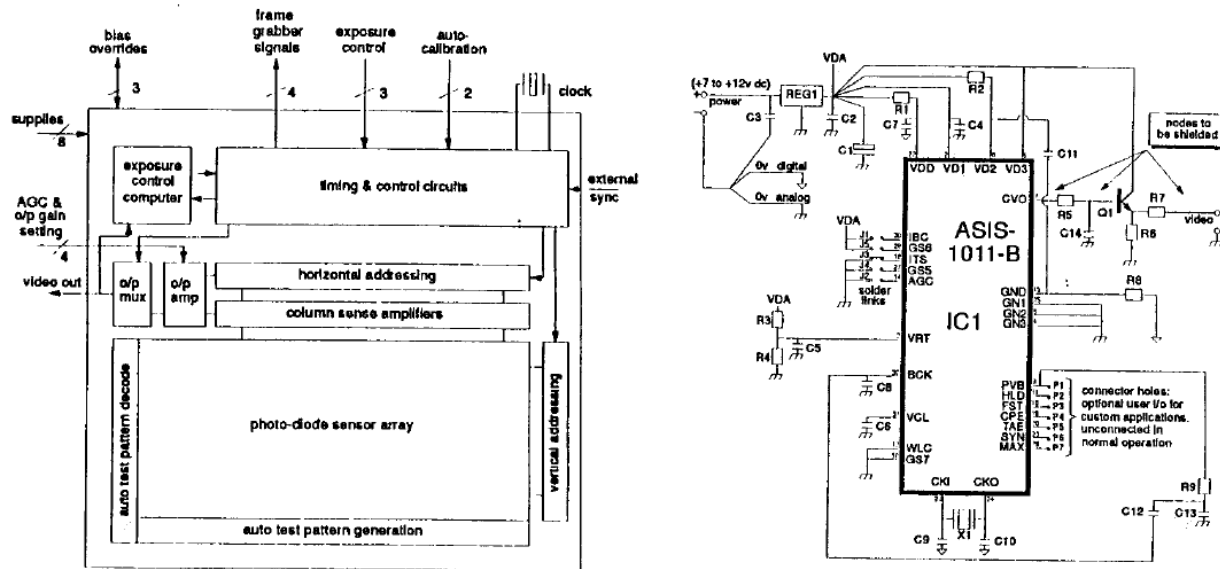 bias
overrides
frame
grabber
signals
exposure
control
auto-
calibration
3
4
3
2
clock
supplies
8
exposure
control
computer
timing & control circuits
external
sync
AGC &
o/p gain
setting
4
video out
o/p
mux
o/p
amp
horizontal addressing
column sense amplifiers
auto test pattern decode
photo-diode sensor array
vertical addressing
auto test pattern generation
(+7 to +12v dc)
+
power
REG1
VDA
R2
R1
C3
C2
C7
C4
C1
C11
nodes to
be shielded
0v digital
0v analog
VDD
VD1
VD2
VD3
CVO
R5
Q1
R7
C14
R6
video
VDA
IBC
GS6
ITS
GS5
AGC
solder
links
ASIS-
1011-B
IC1
GND
GN1
GN2
GN3
R8
VDA
R3
R4
C5
VRT
BCK
C8
VCL
C6
WLC
GS7
PVB
HLD
FST
CPE
TAE
SYN
MAX
P1
P2
P3
P4
P5
P6
P7
connector holes:
optional user i/o for
custom applications.
unconnected in
normal operation
CKI
CKO
C9
X1
C10
R9
C12
C13